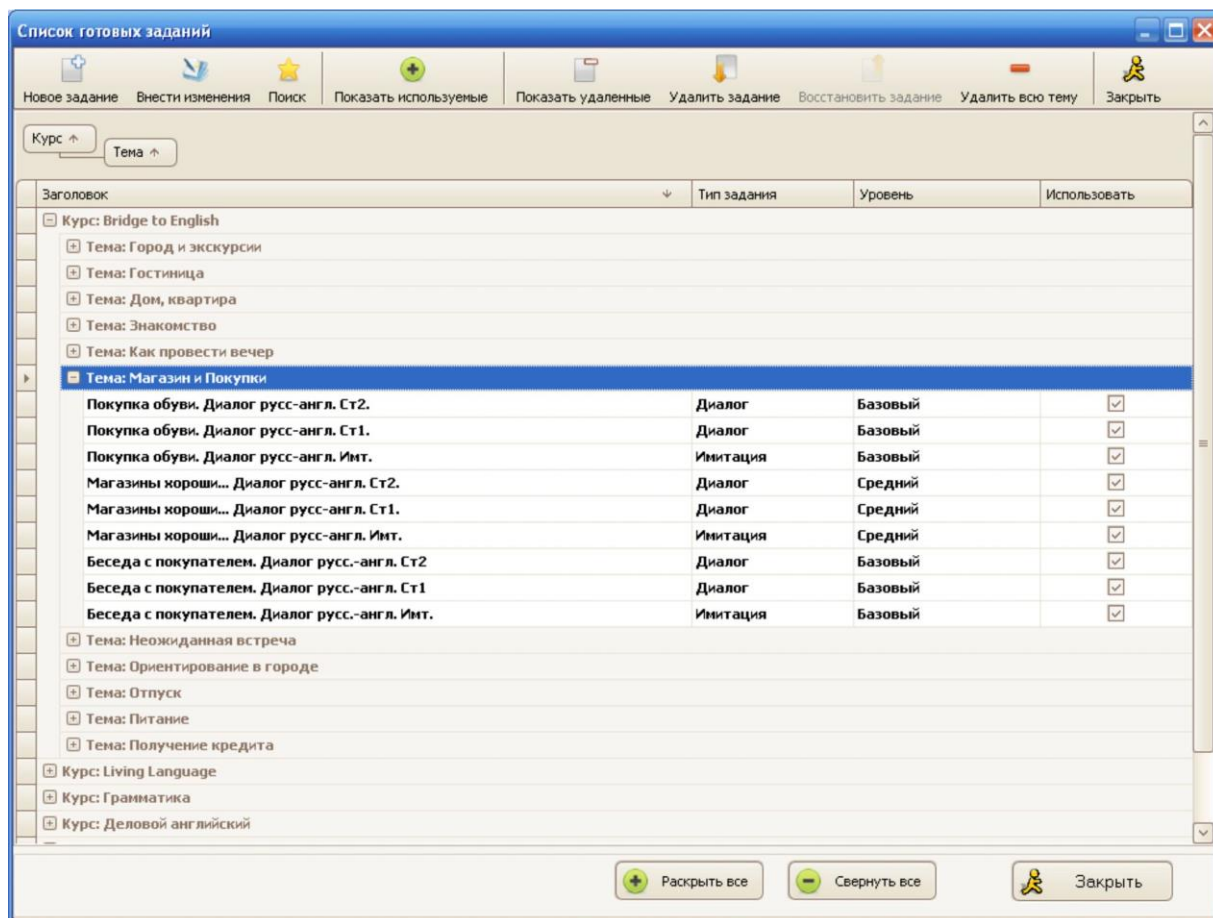 Список готовых заданий
Новое задание Внести изменения Поиск Показать используемые Показать удаленные Удалить задание Восстановить задание Удалить всю тему Закрыть
Курс
Тема
Заголовок Тип задания Уровень Использовать
Курс: Bridge to English
Тема: Город и экскурсии
Тема: Гостиница
Тема: Дом, квартира
Тема: Знакомство
Тема: Как провести вечер
Тема: Магазин и Покупки
Покупка обуви. Диалог русс-англ. Ст2. Диалог Базовый
Покупка обуви. Диалог русс-англ. Ст1. Диалог Базовый
Покупка обуви. Диалог русс-англ. Имт. Имитация Базовый
Магазины хороши... Диалог русс-англ. Ст2. Диалог Средний
Магазины хороши... Диалог русс-англ. Ст1. Диалог Средний
Магазины хороши... Диалог русс-англ. Имт. Имитация Средний
Беседа с покупателем. Диалог русс.-англ. Ст2 Диалог Базовый
Беседа с покупателем. Диалог русс.-англ. Ст1 Диалог Базовый
Беседа с покупателем. Диалог русс.-англ. Имт. Имитация Базовый
Тема: Неожиданная встреча
Тема: Ориентирование в городе
Тема: Отпуск
Тема: Питание
Тема: Получение кредита
Курс: Living Language
Курс: Грамматика
Курс: Деловой английский
Раскрыть все Свернуть все Закрыть